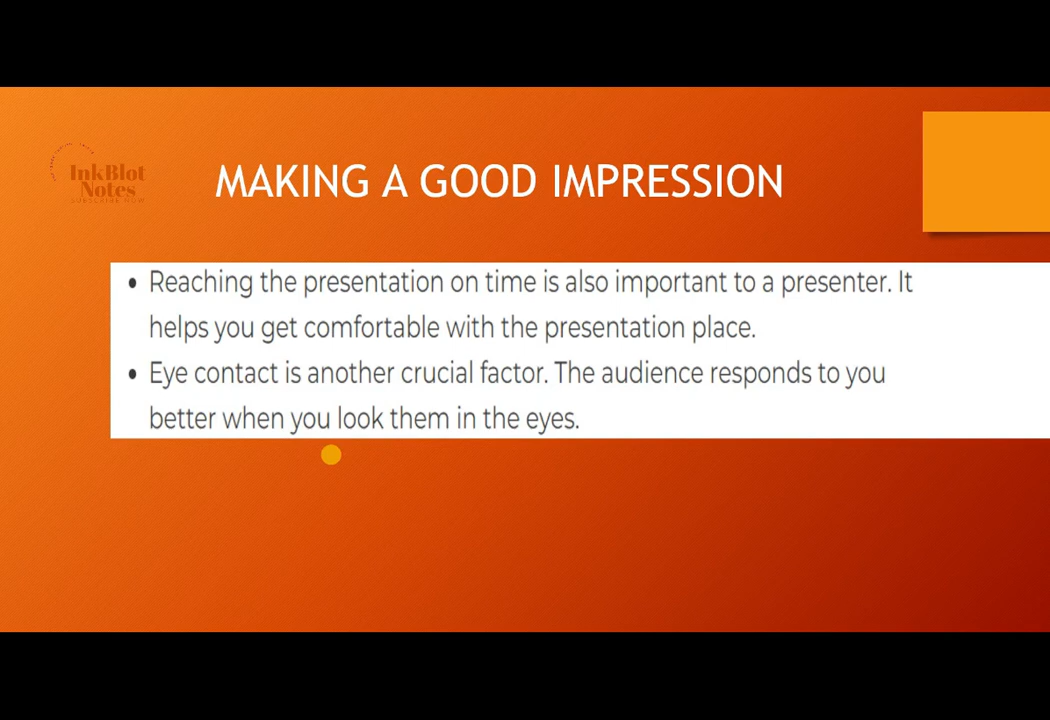 InkBlot
Notes
SUBSCRIBE NOW
MAKING A GOOD IMPRESSION
• Reaching the presentation on time is also important to a presenter. It
helps you get comfortable with the presentation place.
• Eye contact is another crucial factor. The audience responds to you
better when you look them in the eyes.